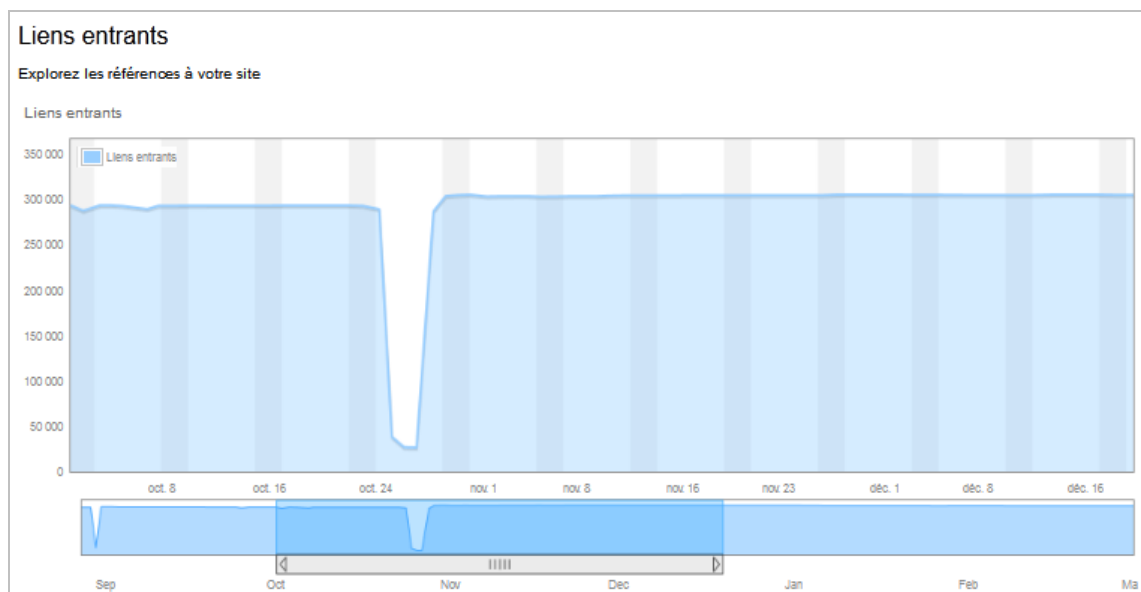 Liens entrants
Explorez les références à votre site
Liens entrants
Liens entrants
350 000
300 000
250 000
200 000
150 000
100 000
50 000
0
oct. 8 oct. 16 oct. 24 nov. 1 nov. 8 nov. 16 nov. 23 déc. 1 déc. 8 déc. 16
Sep Oct Nov Dec Jan Feb Ma